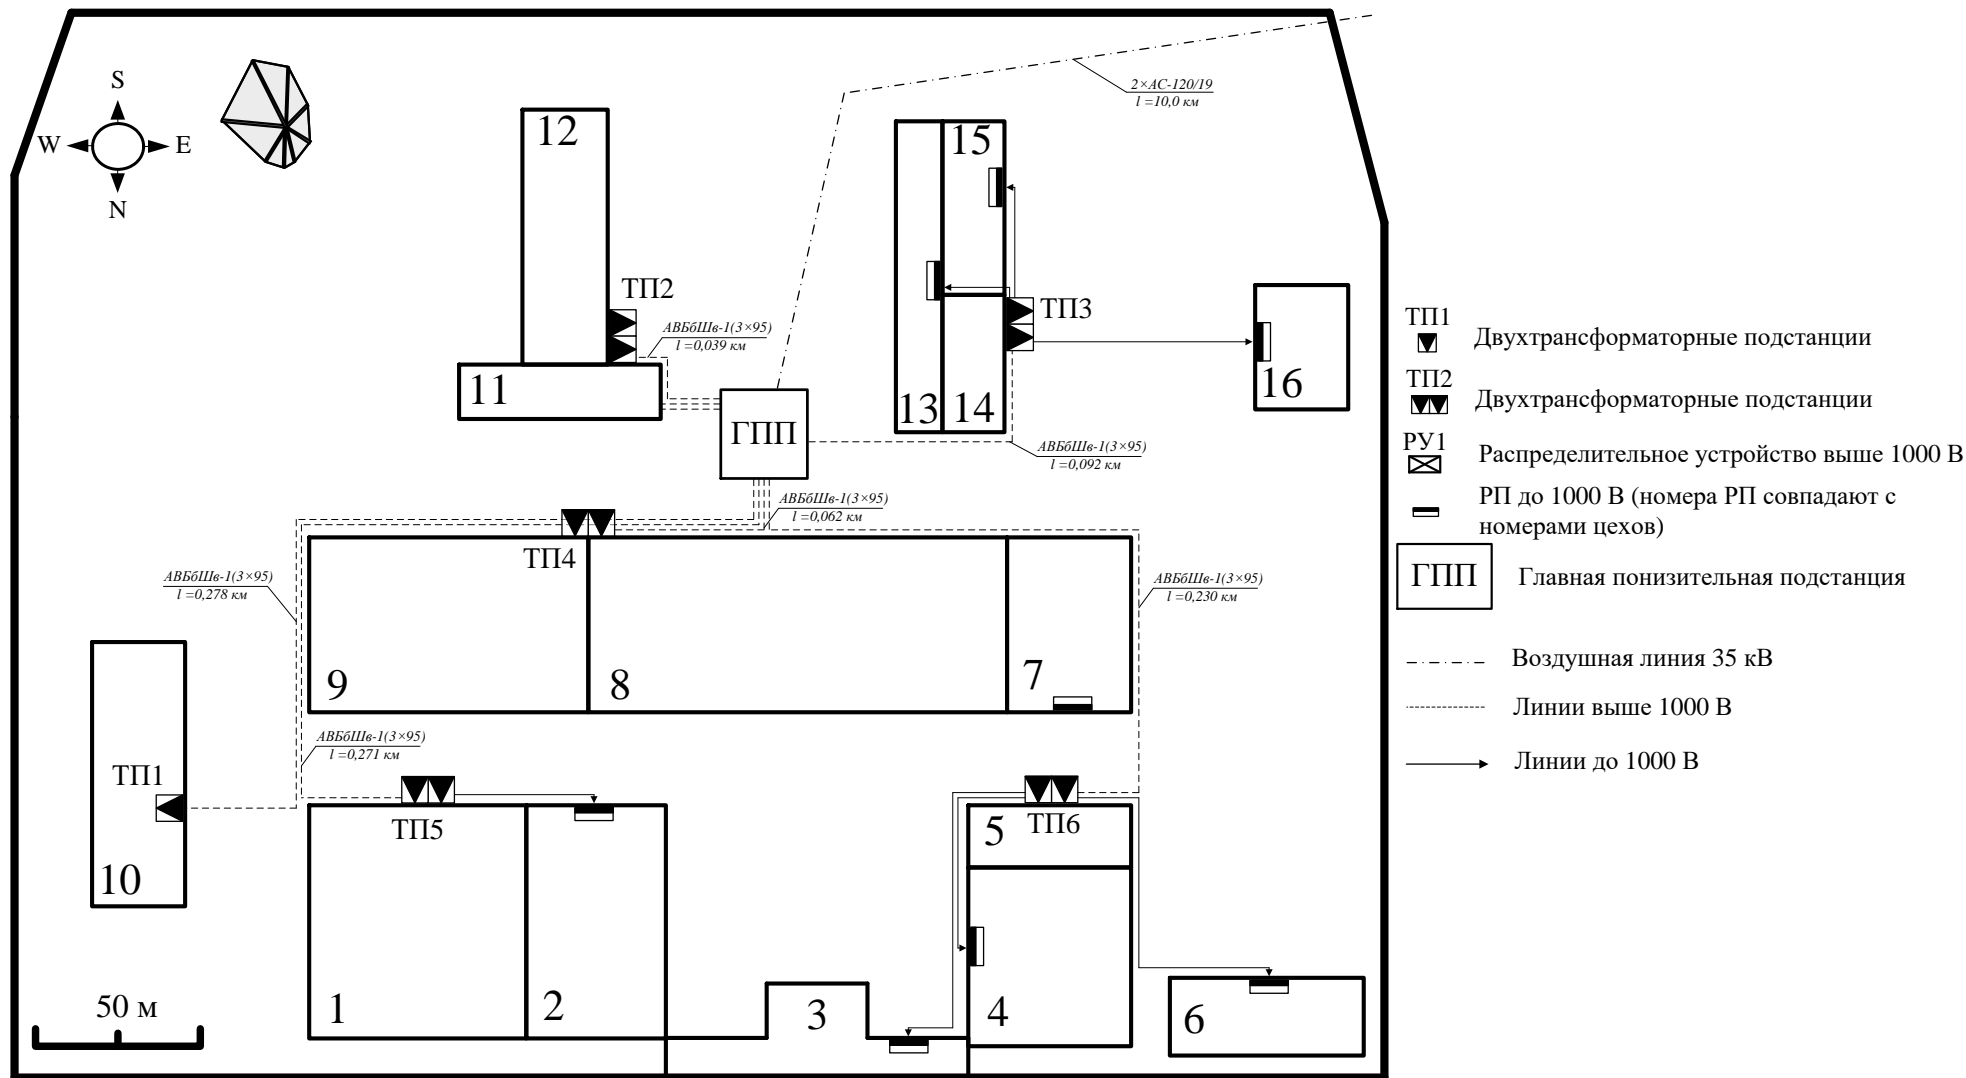 S
W
E
N
2×АС-120/19
l =10,0 км
12
15
ТП2
АВБбШв-1(3×95)
l =0,039 км
ТП3
11
13
14
16
ГПП
АВБбШв-1(3×95)
l =0,092 км
АВБбШв-1(3×95)
l =0,062 км
ТП4
АВБбШв-1(3×95)
l =0,278 км
АВБбШв-1(3×95)
l =0,230 км
9
8
7
АВБбШв-1(3×95)
l =0,271 км
ТП1
ТП5
5
ТП6
10
1
2
3
4
6
50 м
ТП1
Двухтрансформаторные подстанции
ТП2
Двухтрансформаторные подстанции
РУ1
Распределительное устройство выше 1000 В
РП до 1000 В (номера РП совпадают с
номерами цехов)
ГПП
Главная понизительная подстанция
Воздушная линия 35 кВ
Линии выше 1000 В
Линии до 1000 В